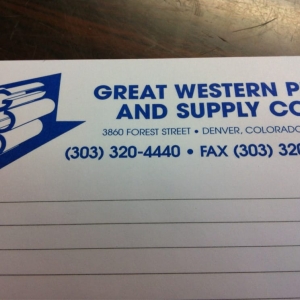 GREAT WESTERN P
AND SUPPLY CO
3860 FOREST STREET • DENVER, COLORADO
(303) 320-4440 • FAX (303) 320